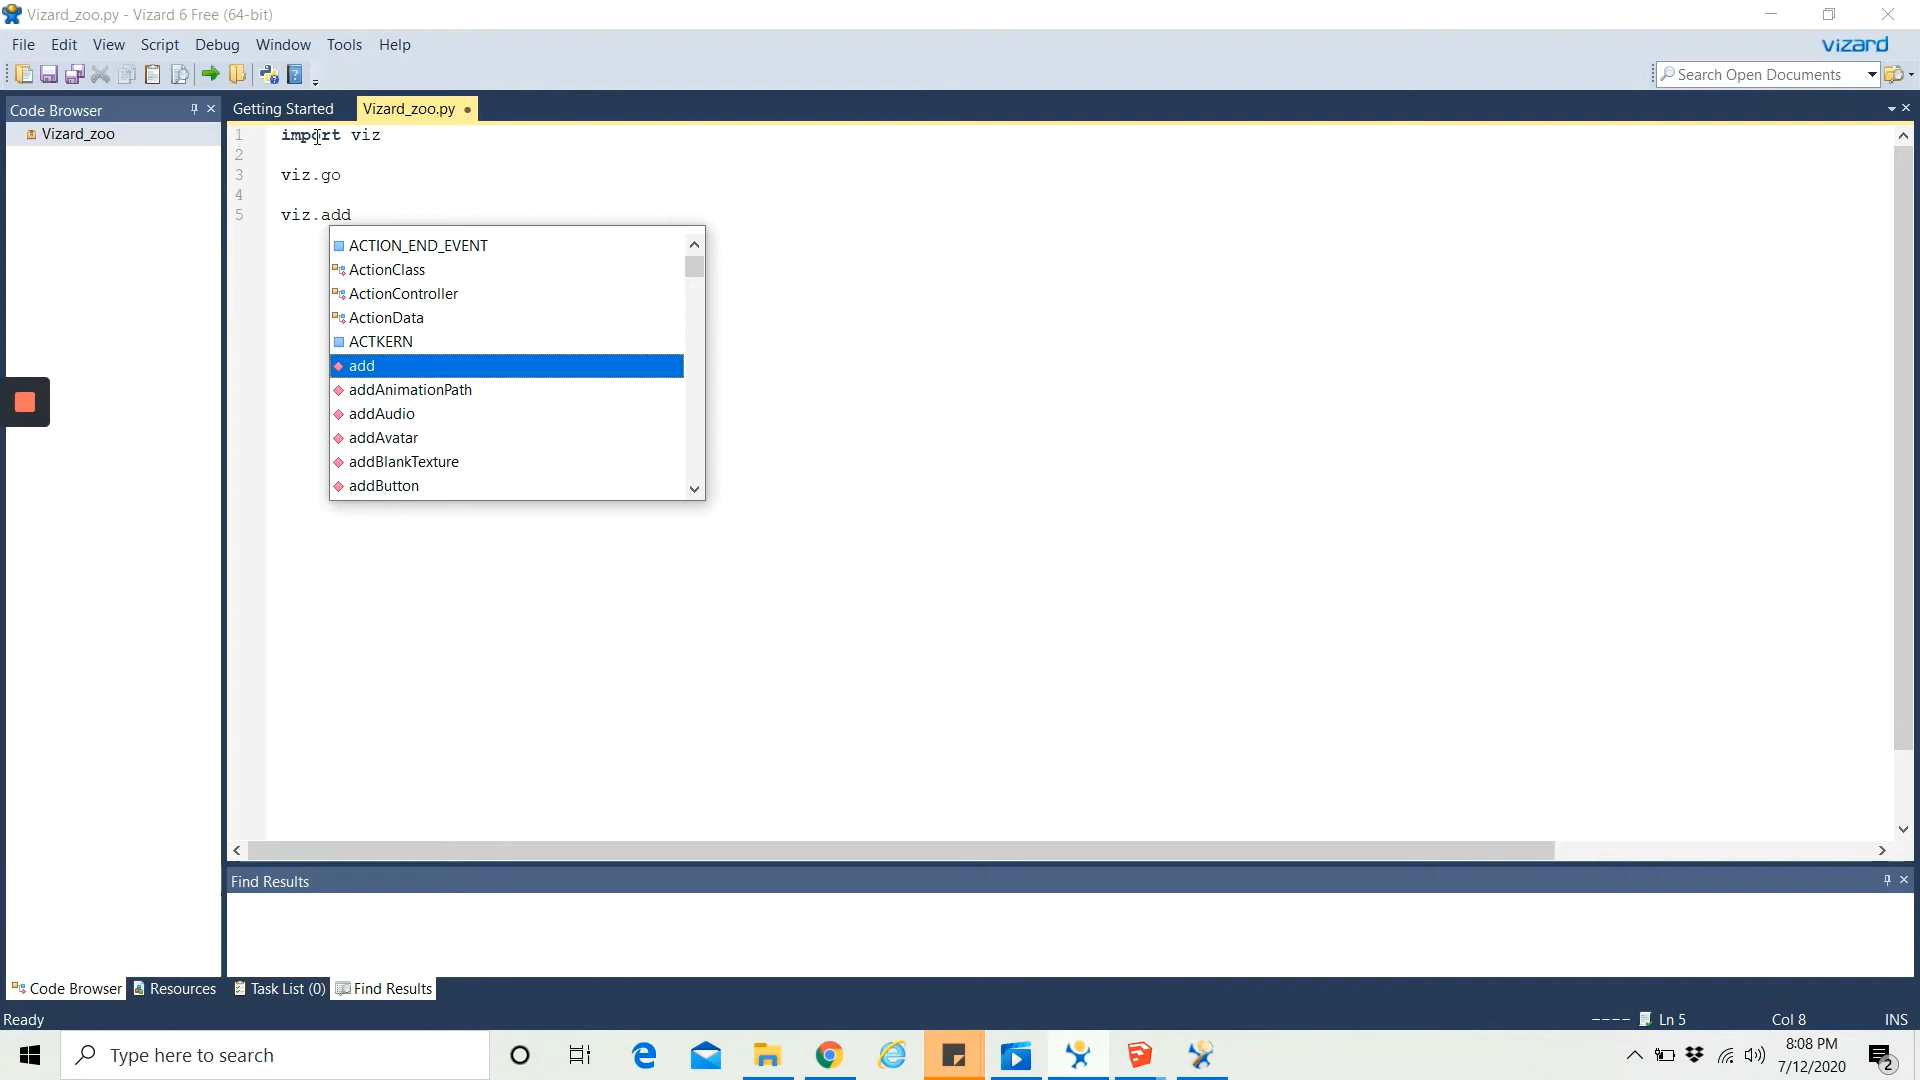 Vizard_zoo.py - Vizard 6 Free (64-bit)
File Edit View Script Debug Window Tools Help
vizard
Search Open Documents
Code Browser
Getting Started
Vizard_zoo.py
Vizard_zoo
1 import viz
2
3 viz.go
4
5 viz.add
ACTION_END_EVENT
ActionClass
ActionController
ActionData
ACTKERN
add
addAnimationPath
addAudio
addAvatar
addBlankTexture
addButton
Find Results
Code Browser Resources Task List (0) Find Results
Ready
---- Ln 5 Col 8 INS
Type here to search
8:08 PM
7/12/2020
2